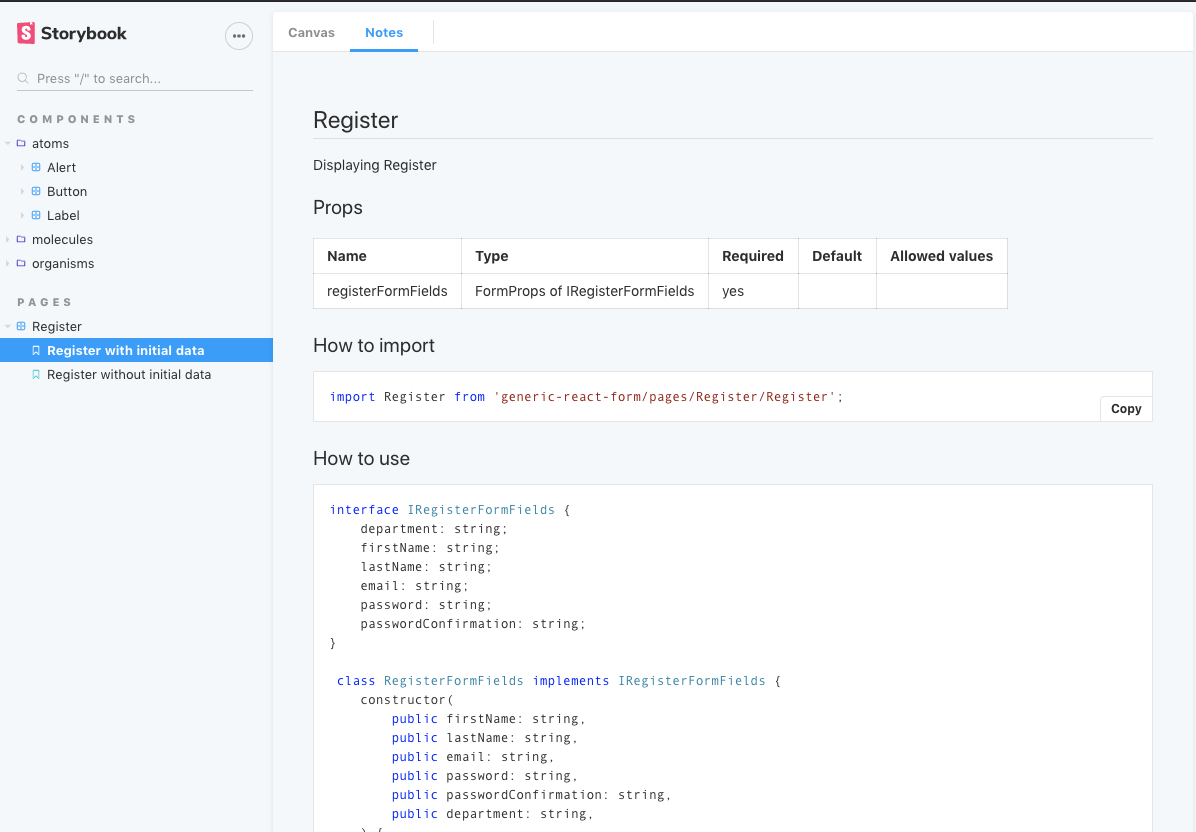 Storybook
Press "/" to search...
COMPONENTS
atoms
Alert
Button
Label
molecules
organisms
PAGES
Register
Register with initial data
Register without initial data
Canvas Notes
Register
Displaying Register
Props
Name Type Required Default Allowed values
registerFormFields FormProps of IRegisterFormFields yes
How to import
import Register from 'generic-react-form/pages/Register/Register';
Copy
How to use
interface IRegisterFormFields {
    department: string;
    firstName: string;
    lastName: string;
    email: string;
    password: string;
    passwordConfirmation: string;
}
 class RegisterFormFields implements IRegisterFormFields {
    constructor(
        public firstName: string,
        public lastName: string,
        public email: string,
        public password: string,
        public passwordConfirmation: string,
        public department: string,
    ) {